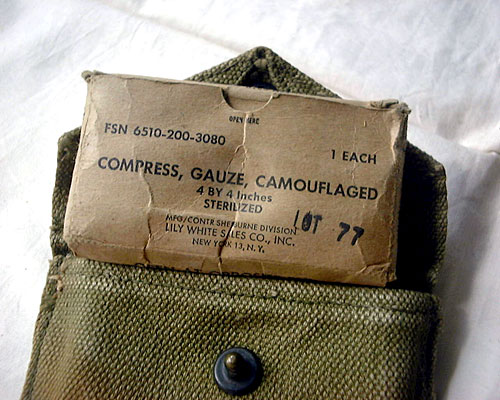 OPEN HERE
FSN 6510-200-3080
1 EACH
COMPRESS, GAUZE, CAMOUFLAGED
4 BY 4 Inches
STERILIZED
MFG/CONTR SHERBURNE DIVISION
LILY WHITE SALES CO., INC.
NEW YORK 13, N.Y.
LOT 77